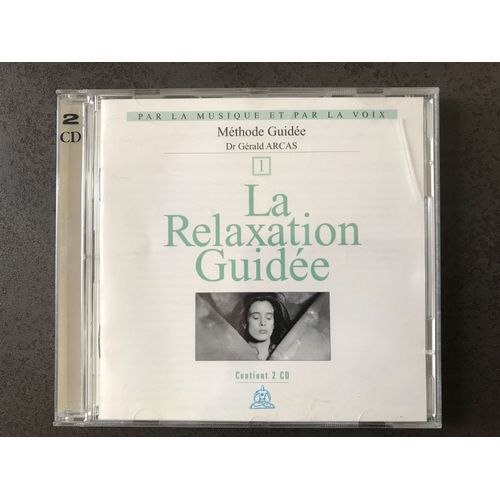 2
CD
PAR LA MUSIQUE ET PAR LA VOIX
Méthode Guidée
Dr Gérald ARCAS
1
La
Relaxation
Guidée
Contient 2 CD